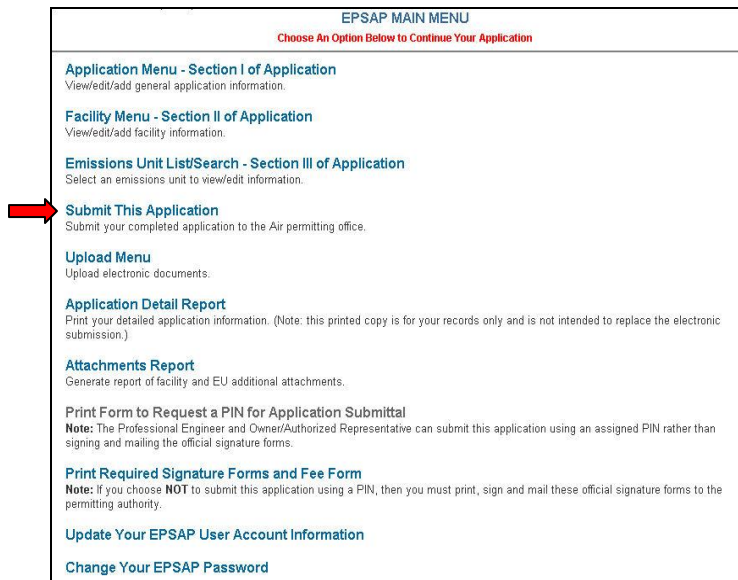 EPSAP MAIN MENU
Choose An Option Below to Continue Your Application
Application Menu - Section I of Application
View/edit/add general application information.
Facility Menu - Section II of Application
View/edit/add facility information.
Emissions Unit List/Search - Section III of Application
Select an emissions unit to view/edit information.
Submit This Application
Submit your completed application to the Air permitting office.
Upload Menu
Upload electronic documents.
Application Detail Report
Print your detailed application information. (Note: this printed copy is for your records only and is not intended to replace the electronic
submission.)
Attachments Report
Generate report of facility and EU additional attachments.
Print Form to Request a PIN for Application Submittal
Note: The Professional Engineer and Owner/Authorized Representative can submit this application using an assigned PIN rather than
signing and mailing the official signature forms.
Print Required Signature Forms and Fee Form
Note: If you choose NOT to submit this application using a PIN, then you must print, sign and mail these official signature forms to the
permitting authority.
Update Your EPSAP User Account Information
Change Your EPSAP Password